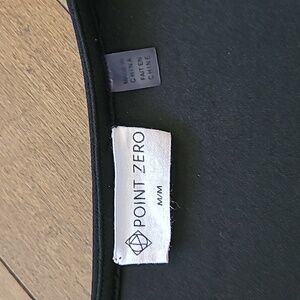 MADE IN
CHINA
FAIT EN
CHINE
POINT ZERO
M/M